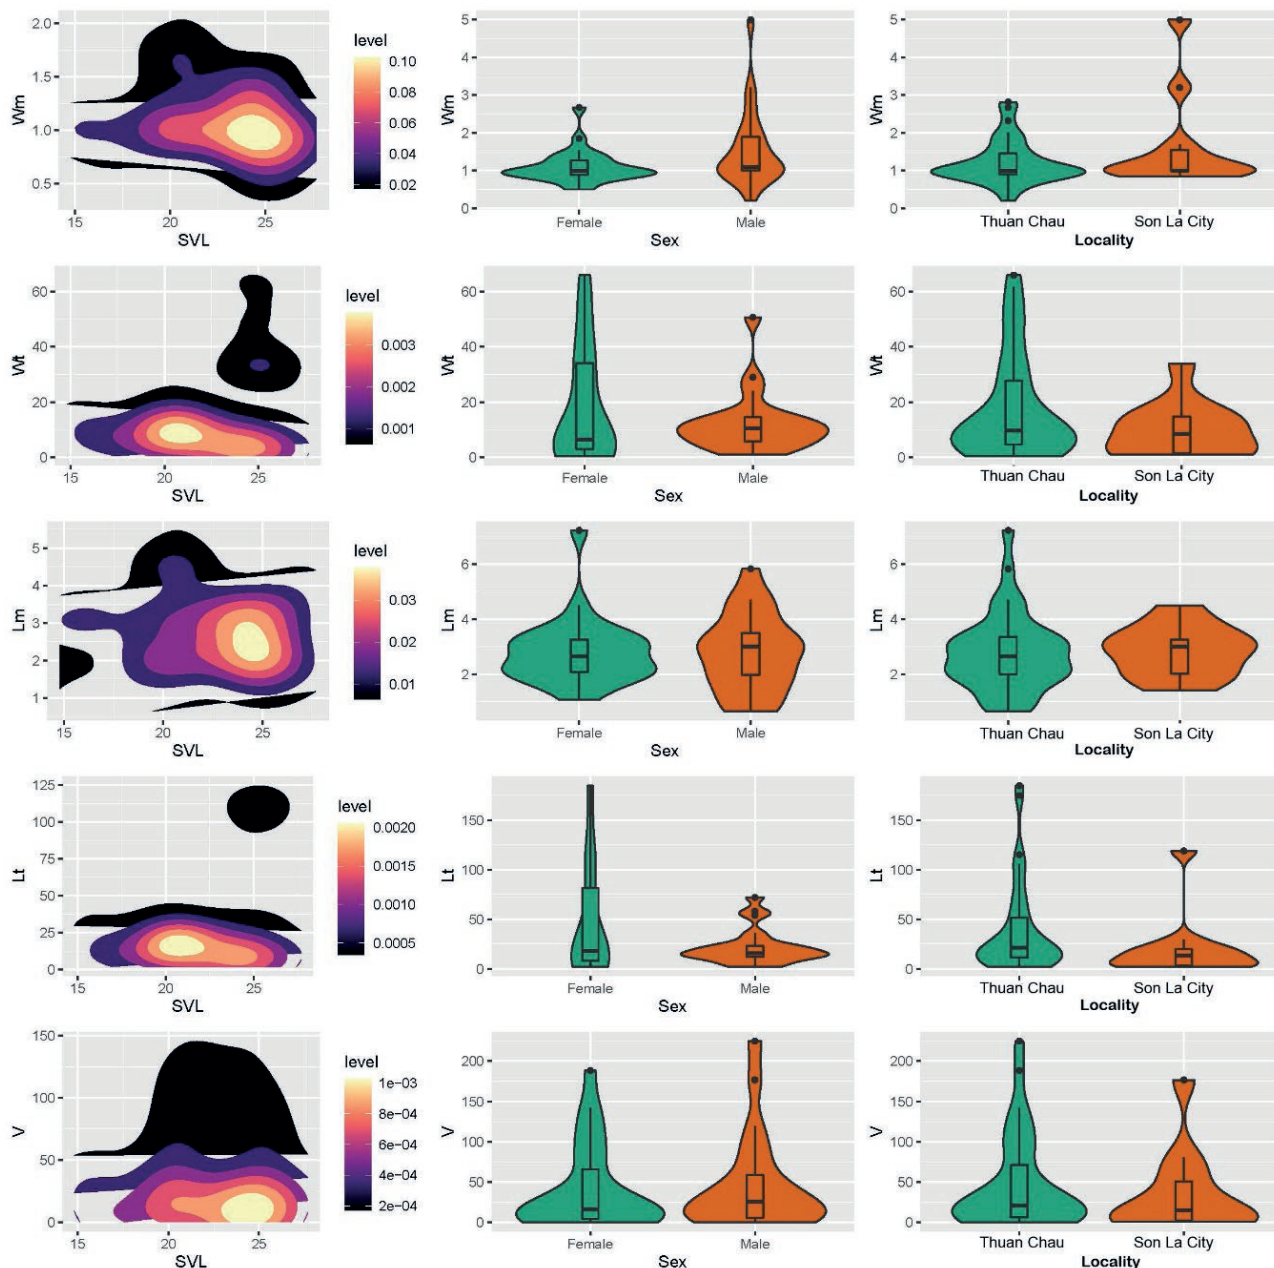 Wm
2.0
1.5
1.0
0.5
15 20 25
SVL
level
0.10
0.08
0.06
0.04
0.02
Wm
5
4
3
2
1
0
Female Male
Sex
Wm
5
4
3
2
1
0
Thuan Chau Son La City
Locality
Wt
60
40
20
0
15 20 25
SVL
level
0.003
0.002
0.001
Wt
60
40
20
0
Female Male
Sex
Wt
60
40
20
0
Thuan Chau Son La City
Locality
Lm
5
4
3
2
1
15 20 25
SVL
level
0.03
0.02
0.01
Lm
6
4
2
Female Male
Sex
Lm
6
4
2
Thuan Chau Son La City
Locality
Lt
125
100
75
50
25
0
15 20 25
SVL
level
0.0020
0.0015
0.0010
0.0005
Lt
150
100
50
0
Female Male
Sex
Lt
150
100
50
0
Thuan Chau Son La City
Locality
V
150
100
50
0
15 20 25
SVL
level
1e-03
8e-04
6e-04
4e-04
2e-04
V
200
150
100
50
0
Female Male
Sex
V
200
150
100
50
0
Thuan Chau Son La City
Locality